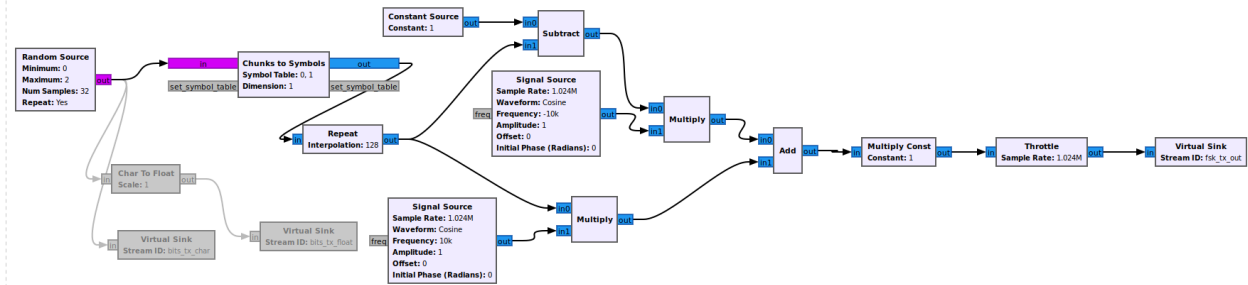 Constant Source
Constant: 1
out
in0
in1
Subtract
out
Random Source
Minimum: 0
Maximum: 2
Num Samples: 32
Repeat: Yes
out
in
set_symbol_table
Chunks to Symbols
Symbol Table: 0, 1
Dimension: 1
out
set_symbol_table
freq
Signal Source
Sample Rate: 1.024M
Waveform: Cosine
Frequency: -10k
Amplitude: 1
Offset: 0
Initial Phase (Radians): 0
out
in0
in1
Multiply
out
in
Repeat
Interpolation: 128
out
in0
in1
Add
out
in
Multiply Const
Constant: 1
out
in
Throttle
Sample Rate: 1.024M
out
in
Virtual Sink
Stream ID: fsk_tx_out
in
Char To Float
Scale: 1
out
in
Virtual Sink
Stream ID: bits_tx_char
in
Virtual Sink
Stream ID: bits_tx_float
freq
Signal Source
Sample Rate: 1.024M
Waveform: Cosine
Frequency: 10k
Amplitude: 1
Offset: 0
Initial Phase (Radians): 0
out
in0
in1
Multiply
out